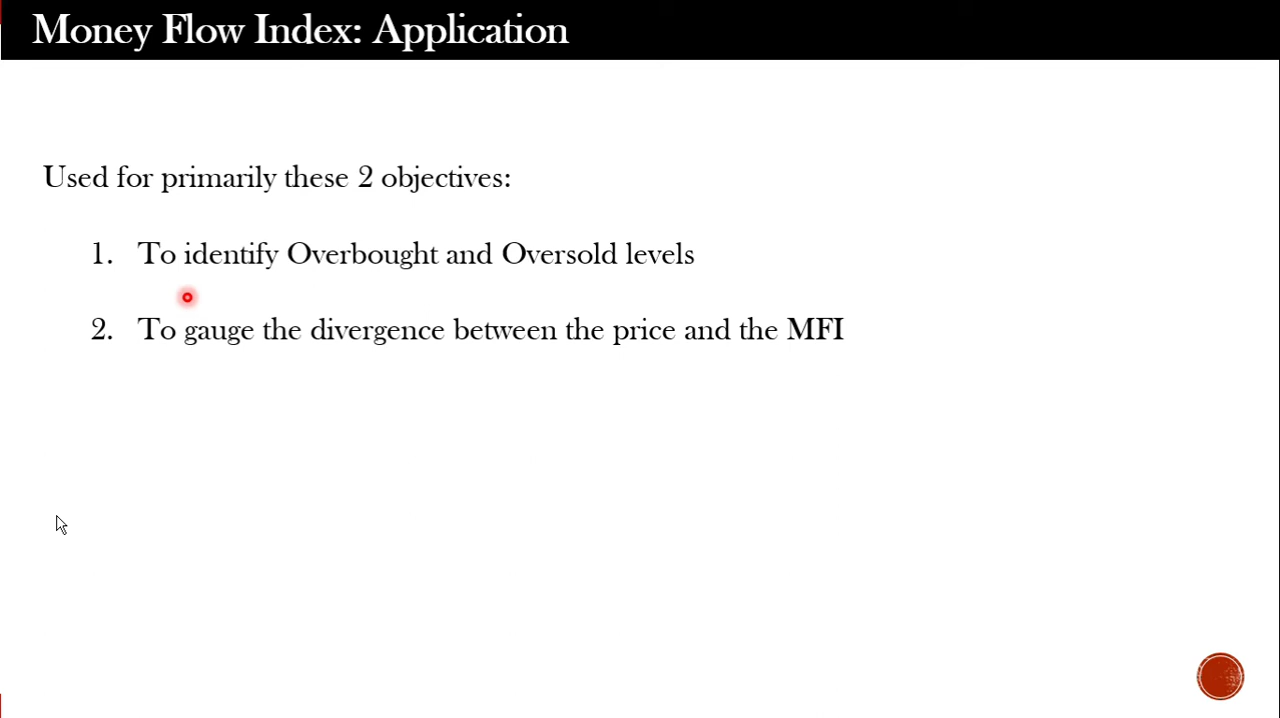 Money Flow Index: Application
Used for primarily these 2 objectives:
1. To identify Overbought and Oversold levels
2. To gauge the divergence between the price and the MFI